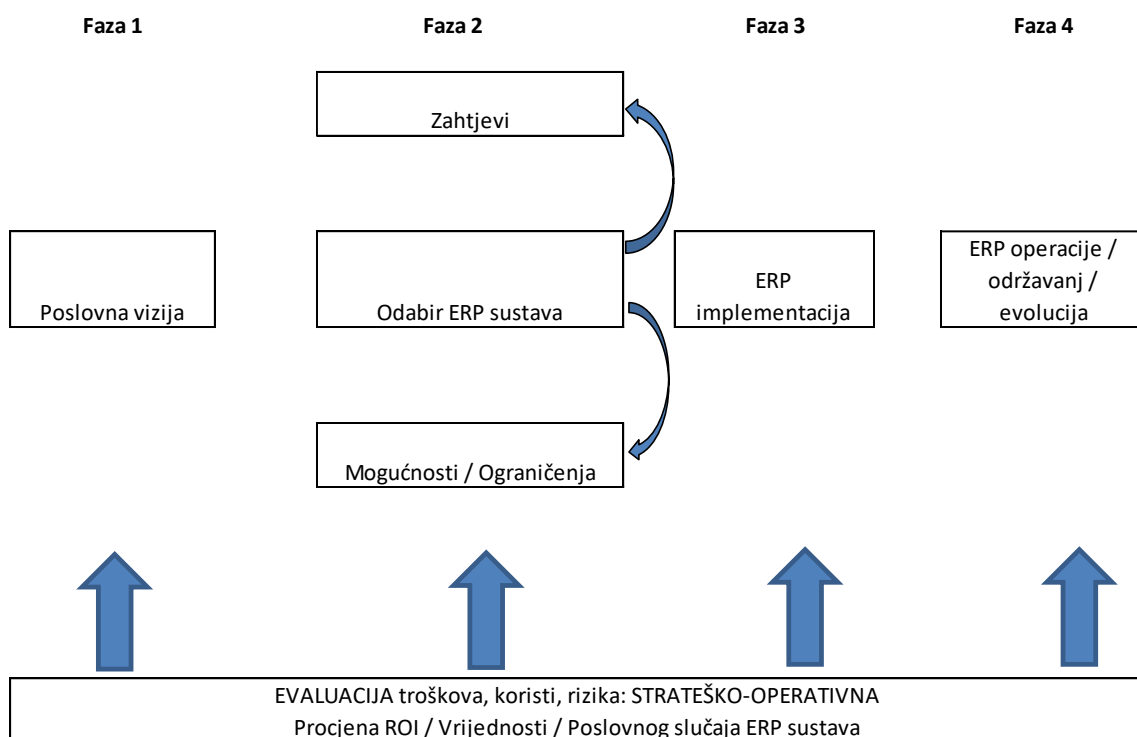 Faza 1
Faza 2
Faza 3
Faza 4
Zahtjevi
Poslovna vizija
Odabir ERP sustava
ERP
implementacija
ERP operacije /
održavanj /
evolucija
Mogućnosti / Ograničenja
EVALUACIJA troškova, koristi, rizika: STRATEŠKO-OPERATIVNA
Procjena ROI / Vrijednosti / Poslovnog slučaja ERP sustava